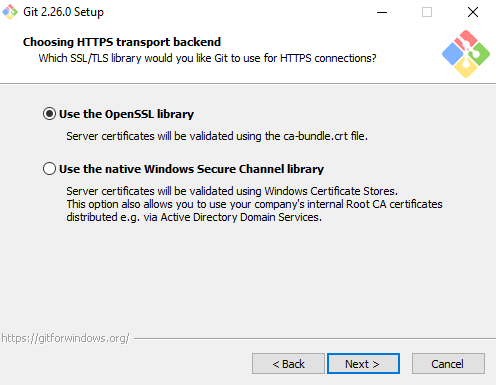 Git 2.26.0 Setup
Choosing HTTPS transport backend
Which SSL/TLS library would you like Git to use for HTTPS connections?
Use the OpenSSL library
Server certificates will be validated using the ca-bundle.crt file.
Use the native Windows Secure Channel library
Server certificates will be validated using Windows Certificate Stores.
This option also allows you to use your company's internal Root CA certificates
distributed e.g. via Active Directory Domain Services.
https://gitforwindows.org/
< Back
Next >
Cancel